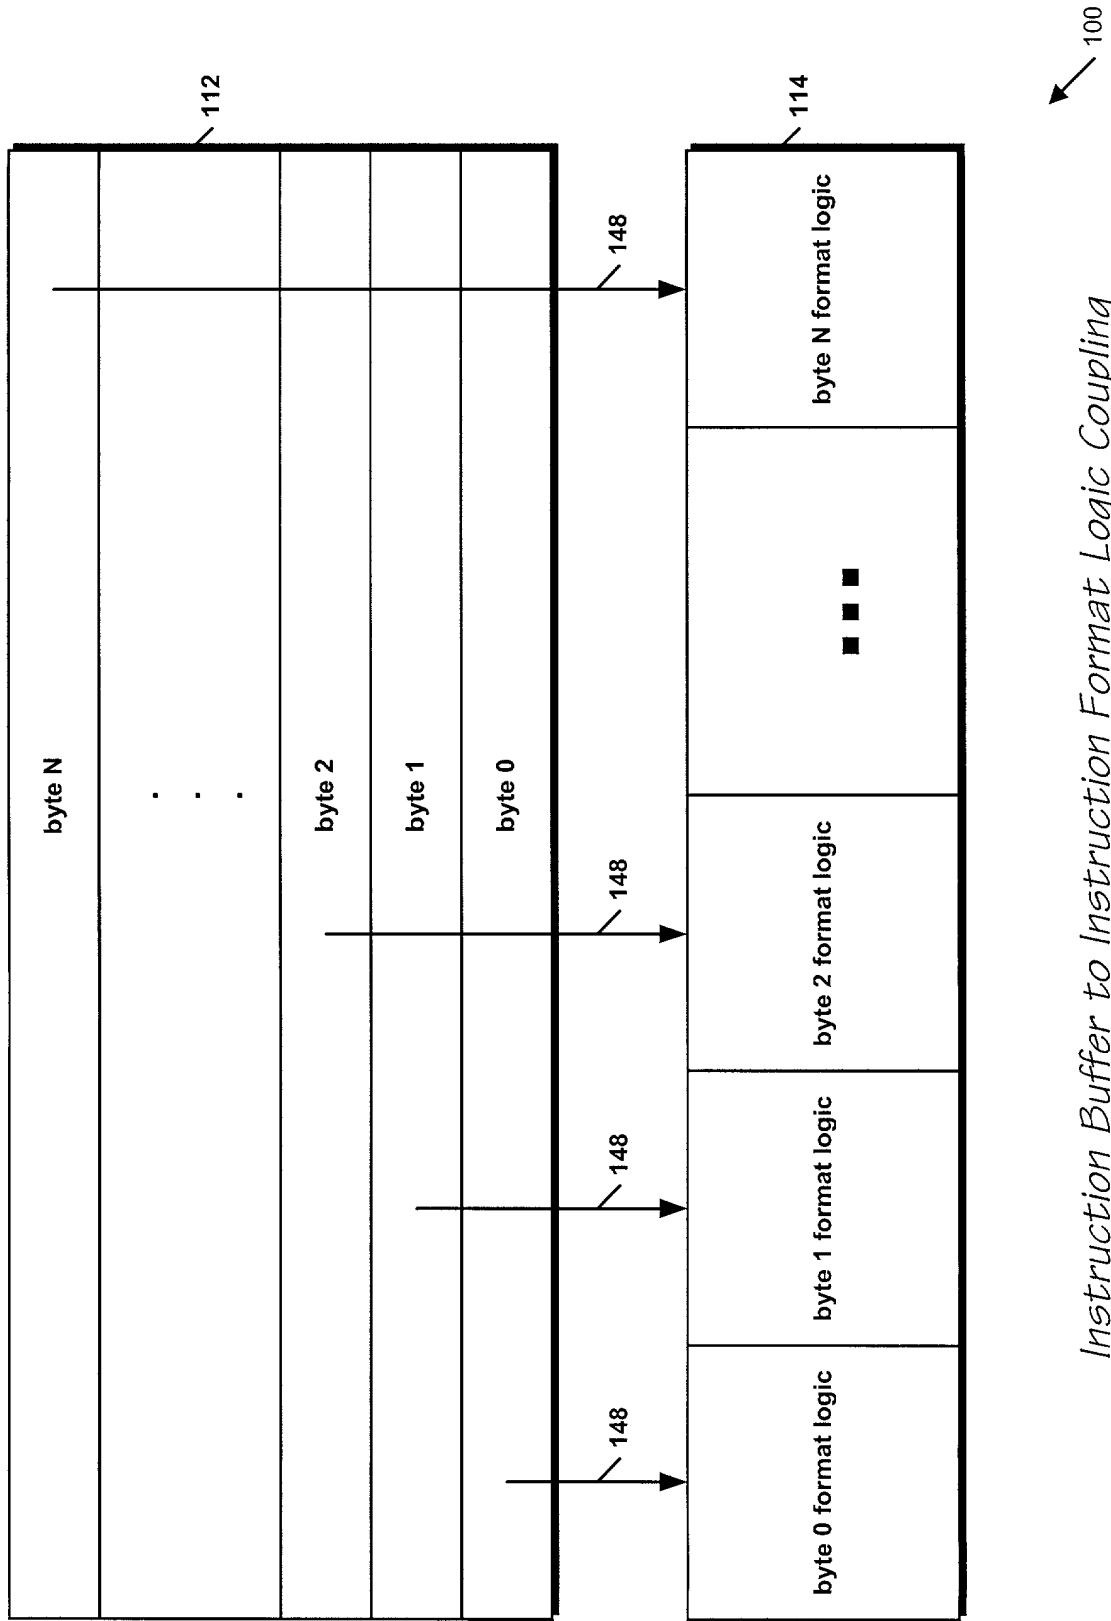 100
112
byte N
. . .
byte 2
byte 1
byte 0
148
148
148
148
114
byte 0 format logic
byte 1 format logic
byte 2 format logic
byte N format logic
Instruction Buffer to Instruction Format Logic Coupling